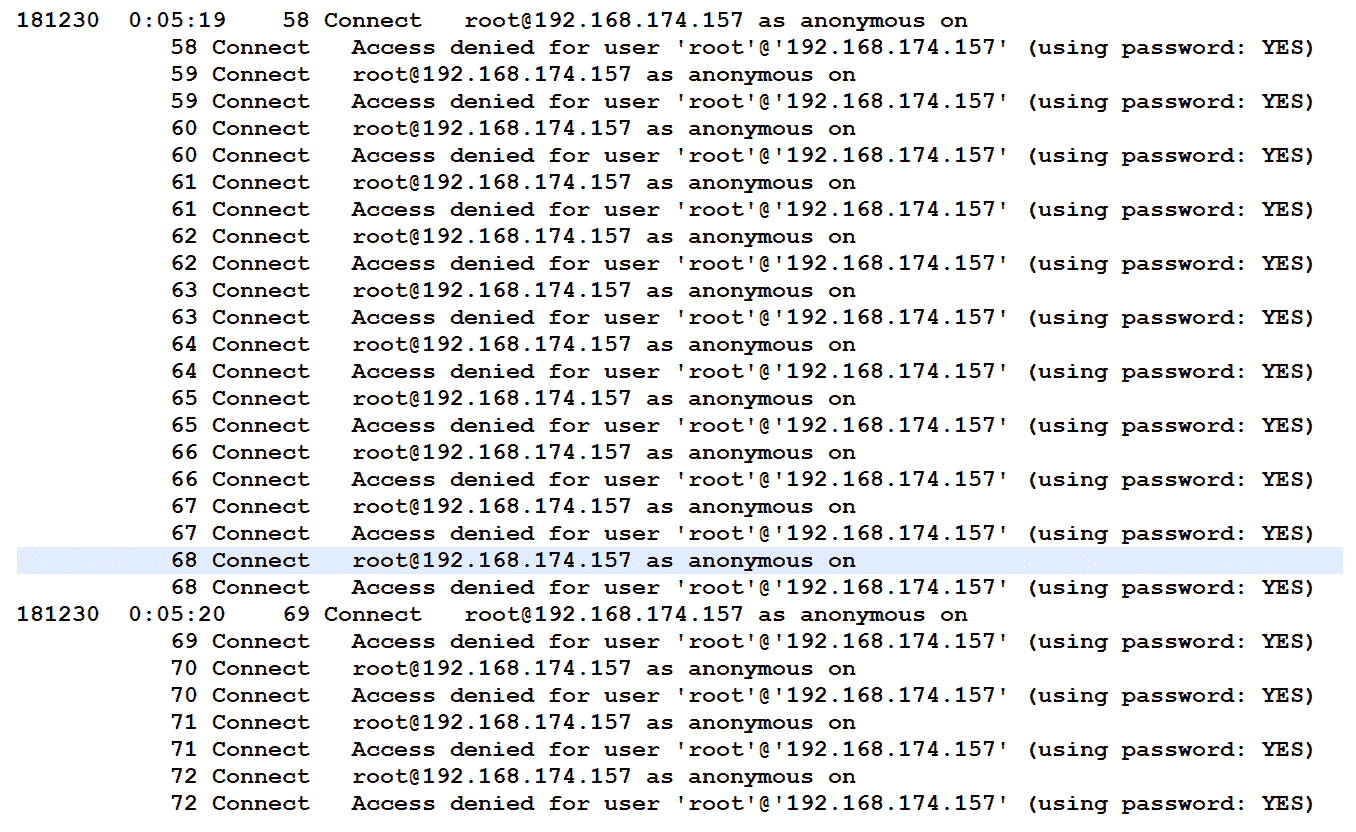 181230  0:05:19    58 Connect   root@192.168.174.157 as anonymous on
           58 Connect   Access denied for user 'root'@'192.168.174.157' (using password: YES)
           59 Connect   root@192.168.174.157 as anonymous on
           59 Connect   Access denied for user 'root'@'192.168.174.157' (using password: YES)
           60 Connect   root@192.168.174.157 as anonymous on
           60 Connect   Access denied for user 'root'@'192.168.174.157' (using password: YES)
           61 Connect   root@192.168.174.157 as anonymous on
           61 Connect   Access denied for user 'root'@'192.168.174.157' (using password: YES)
           62 Connect   root@192.168.174.157 as anonymous on
           62 Connect   Access denied for user 'root'@'192.168.174.157' (using password: YES)
           63 Connect   root@192.168.174.157 as anonymous on
           63 Connect   Access denied for user 'root'@'192.168.174.157' (using password: YES)
           64 Connect   root@192.168.174.157 as anonymous on
           64 Connect   Access denied for user 'root'@'192.168.174.157' (using password: YES)
           65 Connect   root@192.168.174.157 as anonymous on
           65 Connect   Access denied for user 'root'@'192.168.174.157' (using password: YES)
           66 Connect   root@192.168.174.157 as anonymous on
           66 Connect   Access denied for user 'root'@'192.168.174.157' (using password: YES)
           67 Connect   root@192.168.174.157 as anonymous on
           67 Connect   Access denied for user 'root'@'192.168.174.157' (using password: YES)
           68 Connect   root@192.168.174.157 as anonymous on
           68 Connect   Access denied for user 'root'@'192.168.174.157' (using password: YES)
181230  0:05:20    69 Connect   root@192.168.174.157 as anonymous on
           69 Connect   Access denied for user 'root'@'192.168.174.157' (using password: YES)
           70 Connect   root@192.168.174.157 as anonymous on
           70 Connect   Access denied for user 'root'@'192.168.174.157' (using password: YES)
           71 Connect   root@192.168.174.157 as anonymous on
           71 Connect   Access denied for user 'root'@'192.168.174.157' (using password: YES)
           72 Connect   root@192.168.174.157 as anonymous on
           72 Connect   Access denied for user 'root'@'192.168.174.157' (using password: YES)